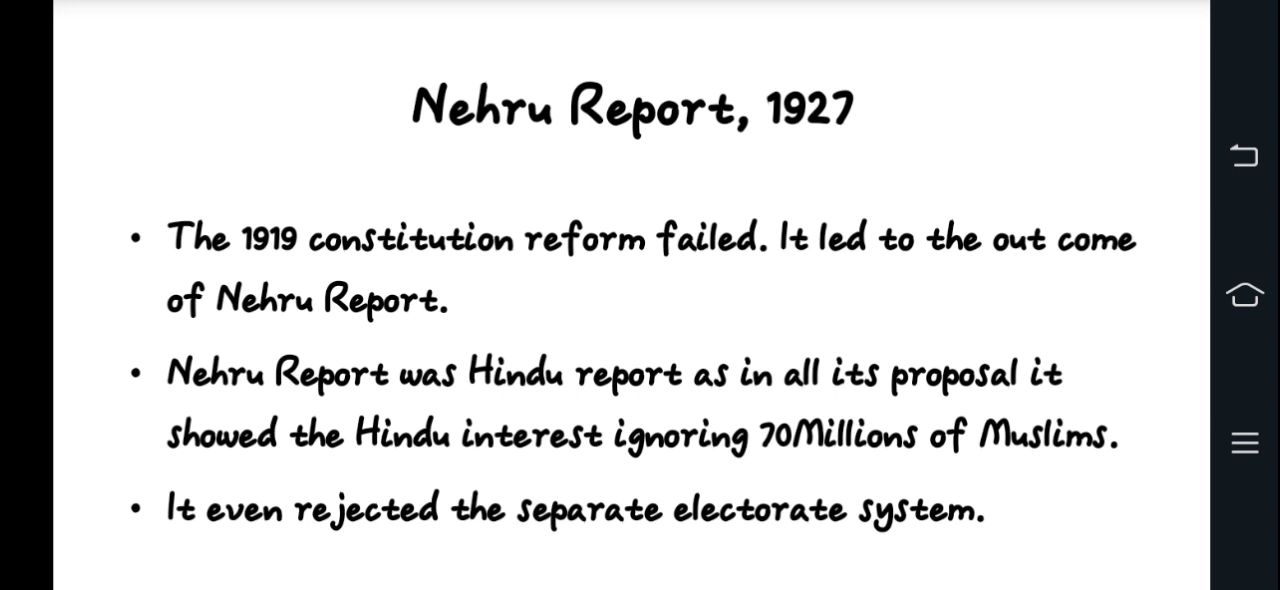 Nehru Report, 1927
• The 1919 constitution reform failed. It led to the out come
of Nehru Report.
• Nehru Report was Hindu report as in all its proposal it
showed the Hindu interest ignoring 70Millions of Muslims.
• It even rejected the separate electorate system.